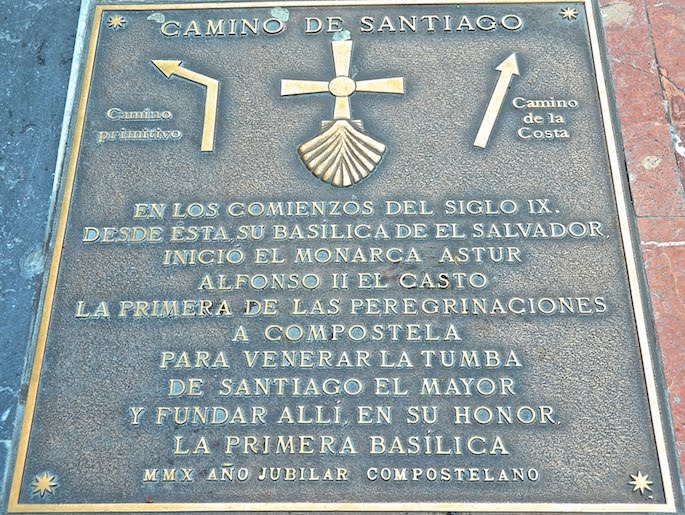 CAMINO DE SANTIAGO
Camino
primitivo
Camino
de la
Costa
EN LOS COMIENZOS DEL SIGLO IX.
DESDE ESTA, SU BASÍLICA DE EL SALVADOR,
INICIÓ EL MONARCA ASTUR
ALFONSO II EL CASTO
LA PRIMERA DE LAS PEREGRINACIONES
A COMPOSTELA
PARA VENERAR LA TUMBA
DE SANTIAGO EL MAYOR
Y FUNDAR ALLÍ, EN SU HONOR,
LA PRIMERA BASÍLICA
MMX AÑO JUBILAR COMPOSTELANO